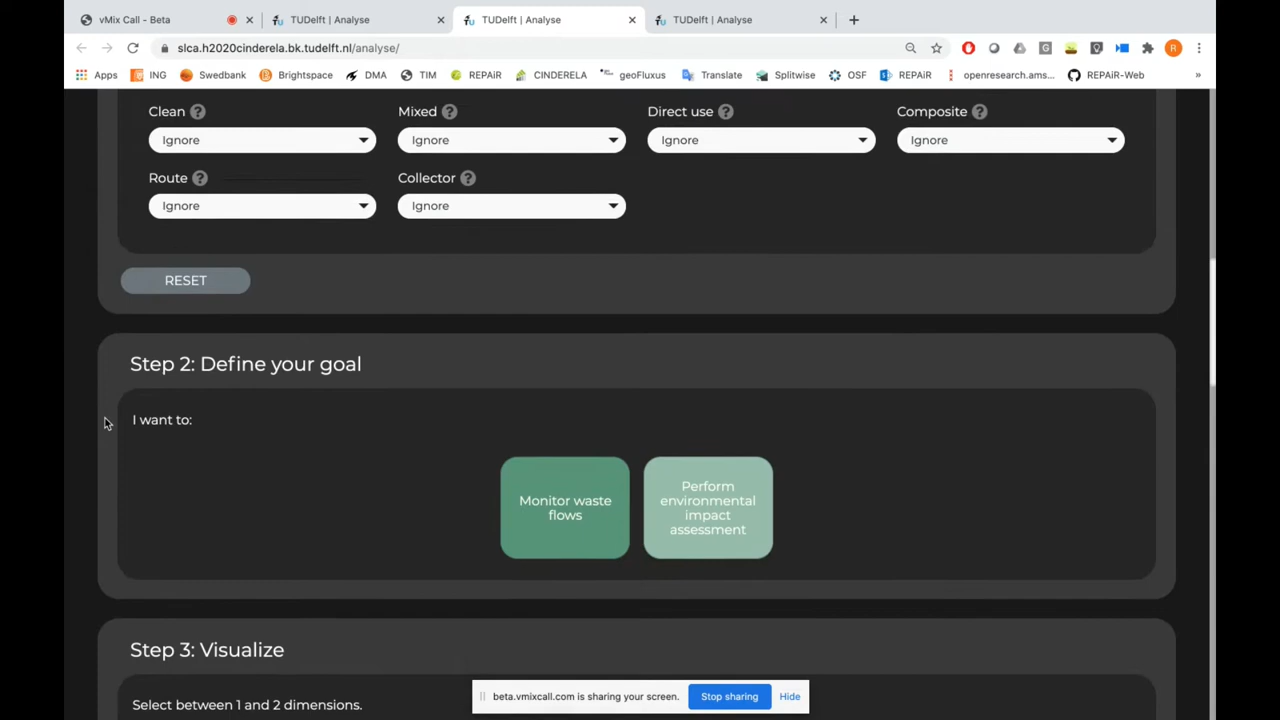 vMix Call - Beta
TUDelft | Analyse
TUDelft | Analyse
TUDelft | Analyse
slca.h2020cinderela.bk.tudelft.nl/analyse/
Apps ING Swedbank Brightspace DMA TIM REPAiR CINDERELA geoFluxus Translate Splitwise OSF REPAiR openresearch.ams... REPAiR-Web »
Clean ? Mixed ? Direct use ? Composite ?
Ignore Ignore Ignore Ignore
Route ? Collector ?
Ignore Ignore
RESET
Step 2: Define your goal
I want to:
Monitor waste
flows
Perform
environmental
impact
assessment
Step 3: Visualize
beta.vmixcall.com is sharing your screen. Stop sharing Hide
Select between 1 and 2 dimensions.